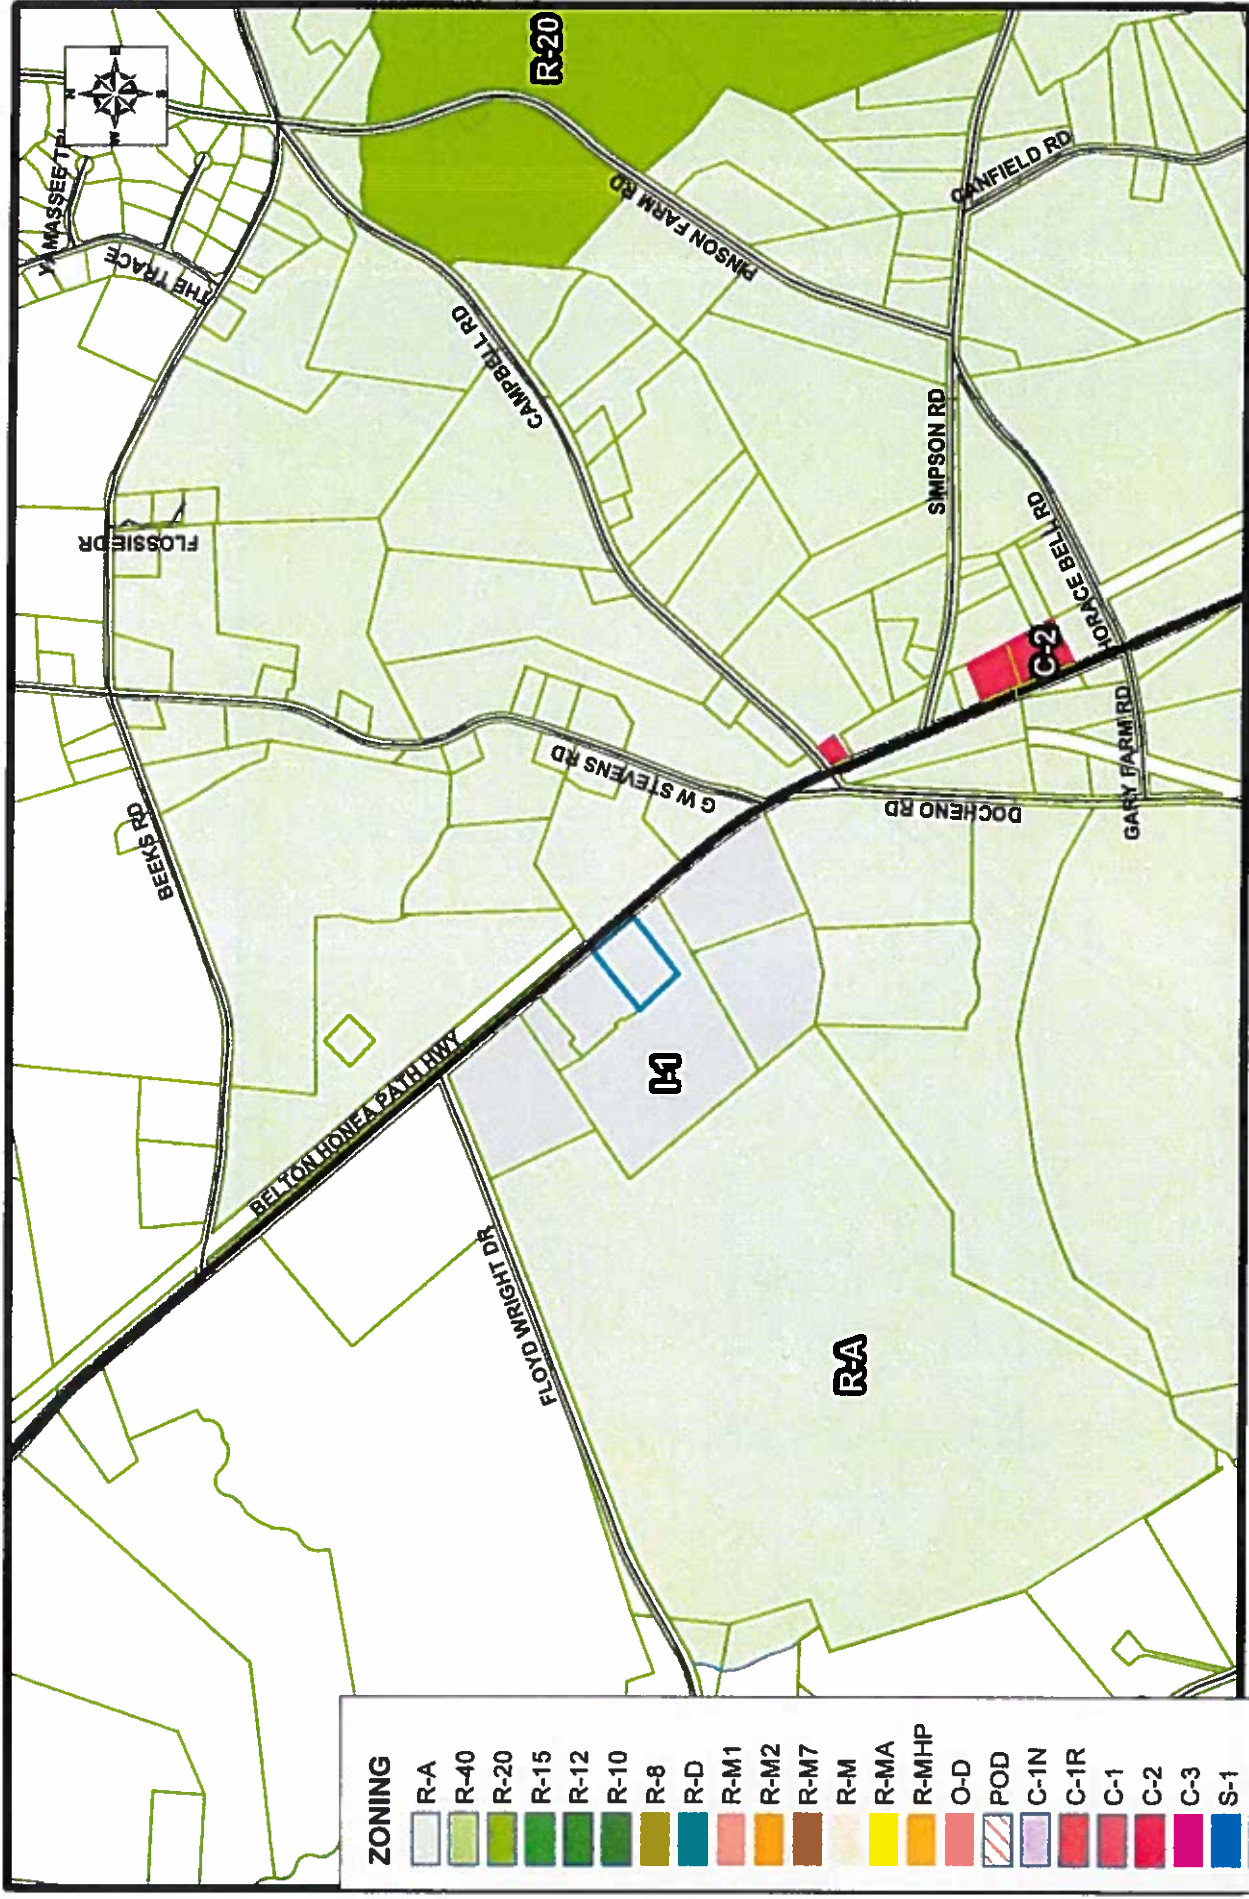 R-20
N
E
W
S
YAMASSEE
THE TRACE
CANFIELD RD
PINSON FARM RD
CAMPBELL RD
SIMPSON RD
FLOSSIE DR
HORACE BELL RD
C-2
G W STEVENS RD
DOCHENO RD
GARY FARM RD
BEEKS RD
BELTON HONEA PATH HWY
I-1
FLOYD WRIGHT DR
R-A
ZONING
R-A
R-40
R-20
R-15
R-12
R-10
R-8
R-D
R-M1
R-M2
R-M7
R-M
R-MA
R-MHP
O-D
POD
C-1N
C-1R
C-1
C-2
C-3
S-1